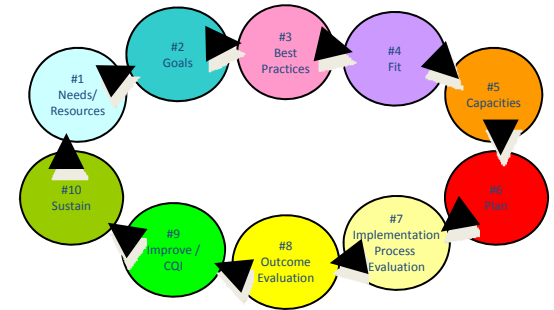 #1
Needs/
Resources
#2
Goals
#3
Best
Practices
#4
Fit
#5
Capacities
#6
Plan
#7
Implementation
Process
Evaluation
#8
Outcome
Evaluation
#9
Improve /
CQI
#10
Sustain